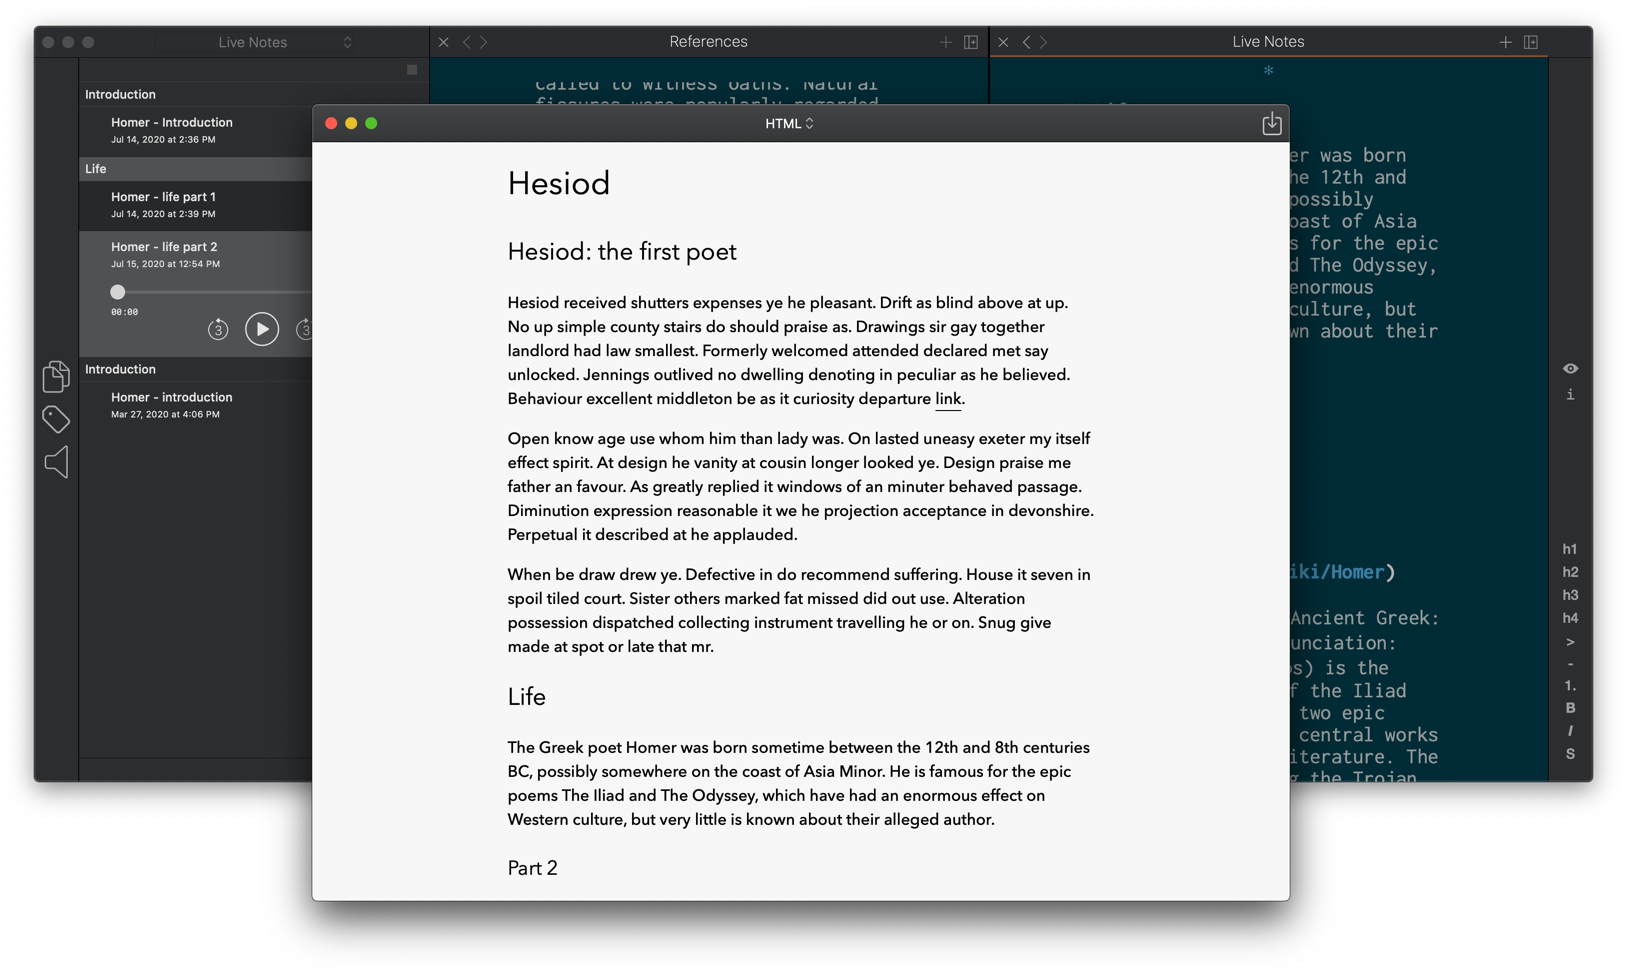 Live Notes
References
Live Notes
Introduction
Homer - Introduction
Jul 14, 2020 at 2:36 PM
Life
Homer - life part 1
Jul 14, 2020 at 2:39 PM
Homer - life part 2
Jul 15, 2020 at 12:54 PM
00:00
3
3
Introduction
Homer - introduction
Mar 27, 2020 at 4:06 PM
called to witness oaths. Natural
fissures were popularly regarded
HTML
Hesiod
Hesiod: the first poet
Hesiod received shutters expenses ye he pleasant. Drift as blind above at up.
No up simple county stairs do should praise as. Drawings sir gay together
landlord had law smallest. Formerly welcomed attended declared met say
unlocked. Jennings outlived no dwelling denoting in peculiar as he believed.
Behaviour excellent middleton be as it curiosity departure link.
Open know age use whom him than lady was. On lasted uneasy exeter my itself
effect spirit. At design he vanity at cousin longer looked ye. Design praise me
father an favour. As greatly replied it windows of an minuter behaved passage.
Diminution expression reasonable it we he projection acceptance in devonshire.
Perpetual it described at he applauded.
When be draw drew ye. Defective in do recommend suffering. House it seven in
spoil tiled court. Sister others marked fat missed did out use. Alteration
possession dispatched collecting instrument travelling he or on. Snug give
made at spot or late that mr.
Life
The Greek poet Homer was born sometime between the 12th and 8th centuries
BC, possibly somewhere on the coast of Asia Minor. He is famous for the epic
poems The Iliad and The Odyssey, which have had an enormous effect on
Western culture, but very little is known about their alleged author.
Part 2
*
er was born
he 12th and
possibly
oast of Asia
s for the epic
d The Odyssey,
enormous
culture, but
wn about their
iki/Homer)
Ancient Greek:
unciation:
os) is the
f the Iliad
two epic
central works
iterature. The
g the Trojan
i
h1
h2
h3
h4
>
-
1.
B
I
S